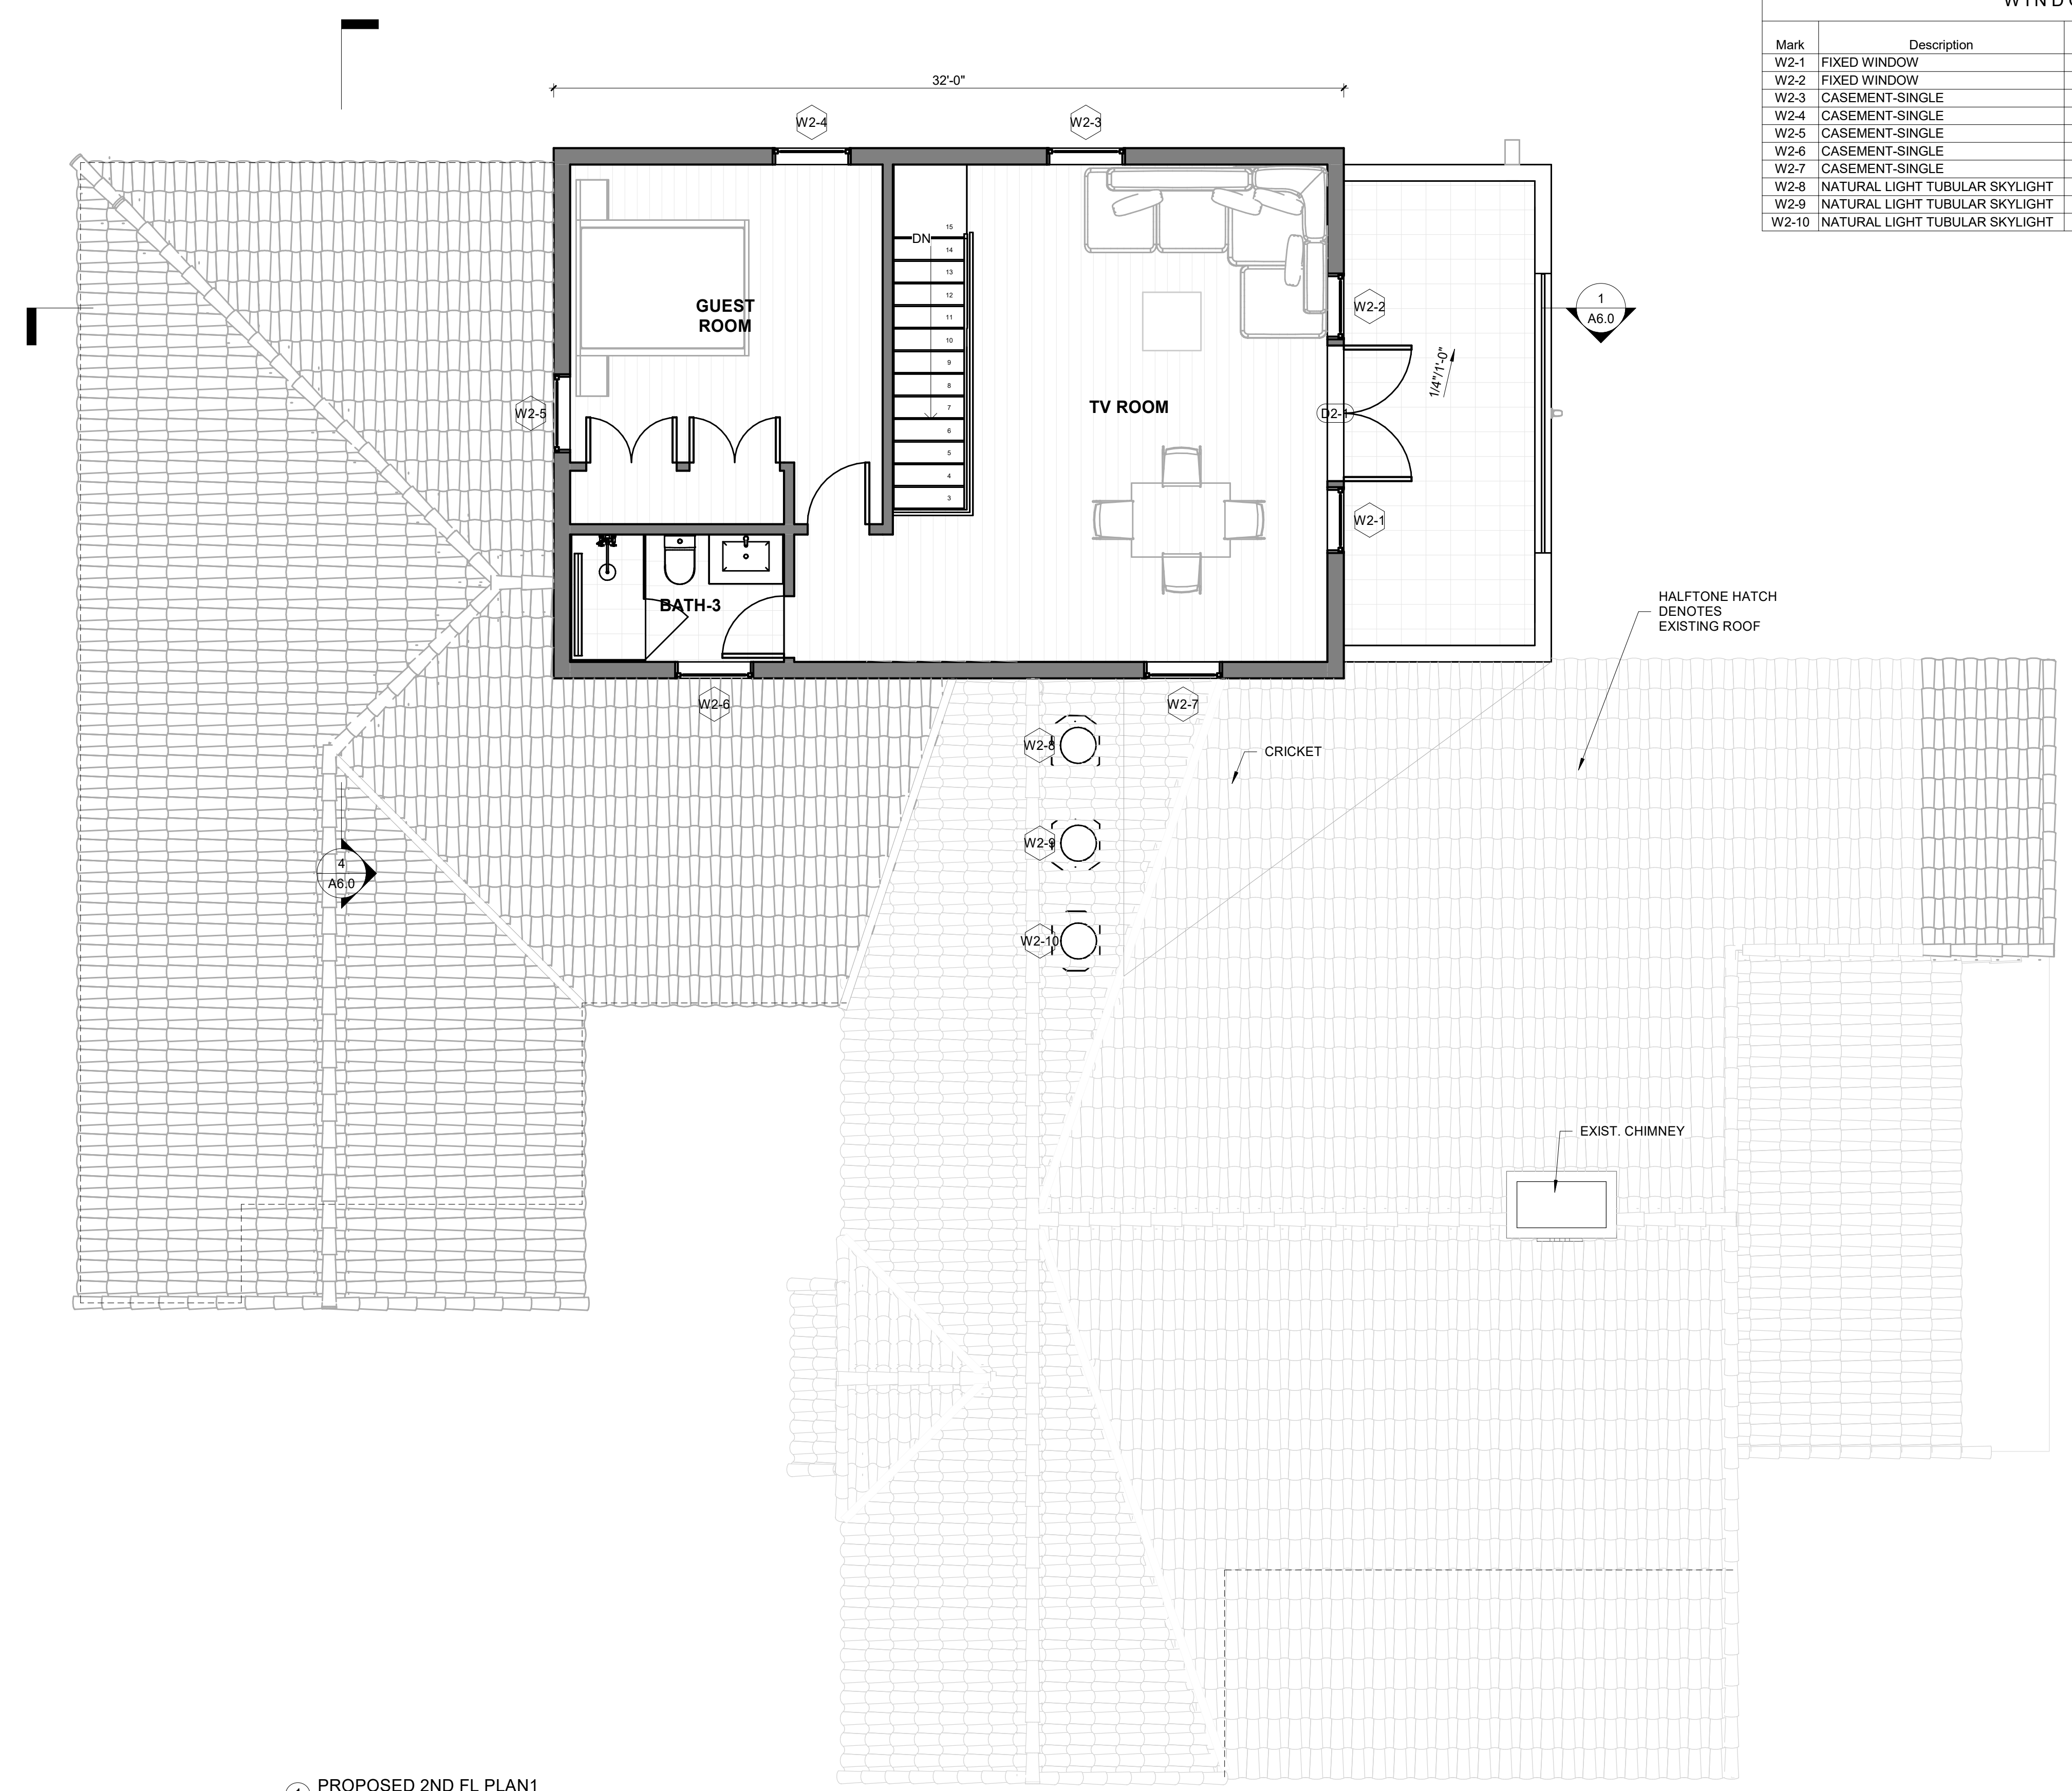 WINDO
Mark Description
W2-1 FIXED WINDOW
W2-2 FIXED WINDOW
W2-3 CASEMENT-SINGLE
W2-4 CASEMENT-SINGLE
W2-5 CASEMENT-SINGLE
W2-6 CASEMENT-SINGLE
W2-7 CASEMENT-SINGLE
W2-8 NATURAL LIGHT TUBULAR SKYLIGHT
W2-9 NATURAL LIGHT TUBULAR SKYLIGHT
W2-10 NATURAL LIGHT TUBULAR SKYLIGHT
32'-0"
W2-4
W2-3
15
DN
14
13
12
11
10
9
8
7
6
5
4
3
GUEST
ROOM
W2-2
1
A6.0
1/4"/1'-0"
TV ROOM
W2-5
D2-1
W2-1
BATH-3
HALFTONE HATCH
DENOTES
EXISTING ROOF
W2-6
W2-7
W2-8
CRICKET
W2-9
4
A6.0
W2-10
EXIST. CHIMNEY
1
PROPOSED 2ND FL PLAN1